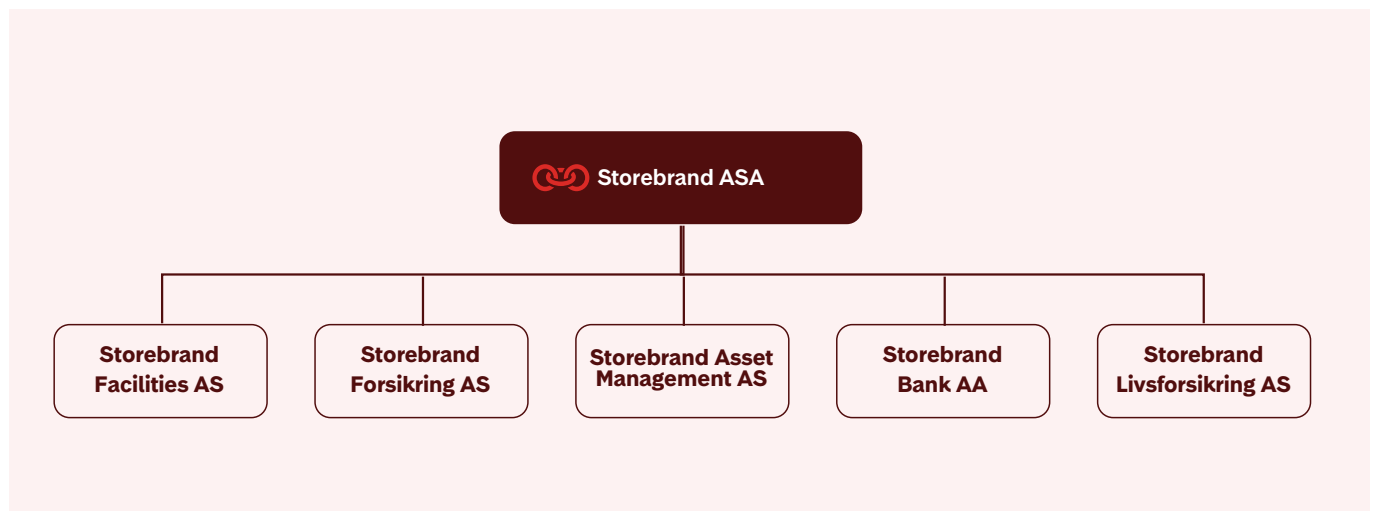 Storebrand ASA
Storebrand
Facilities AS
Storebrand
Forsikring AS
Storebrand Asset
Management AS
Storebrand
Bank AA
Storebrand
Livsforsikring AS